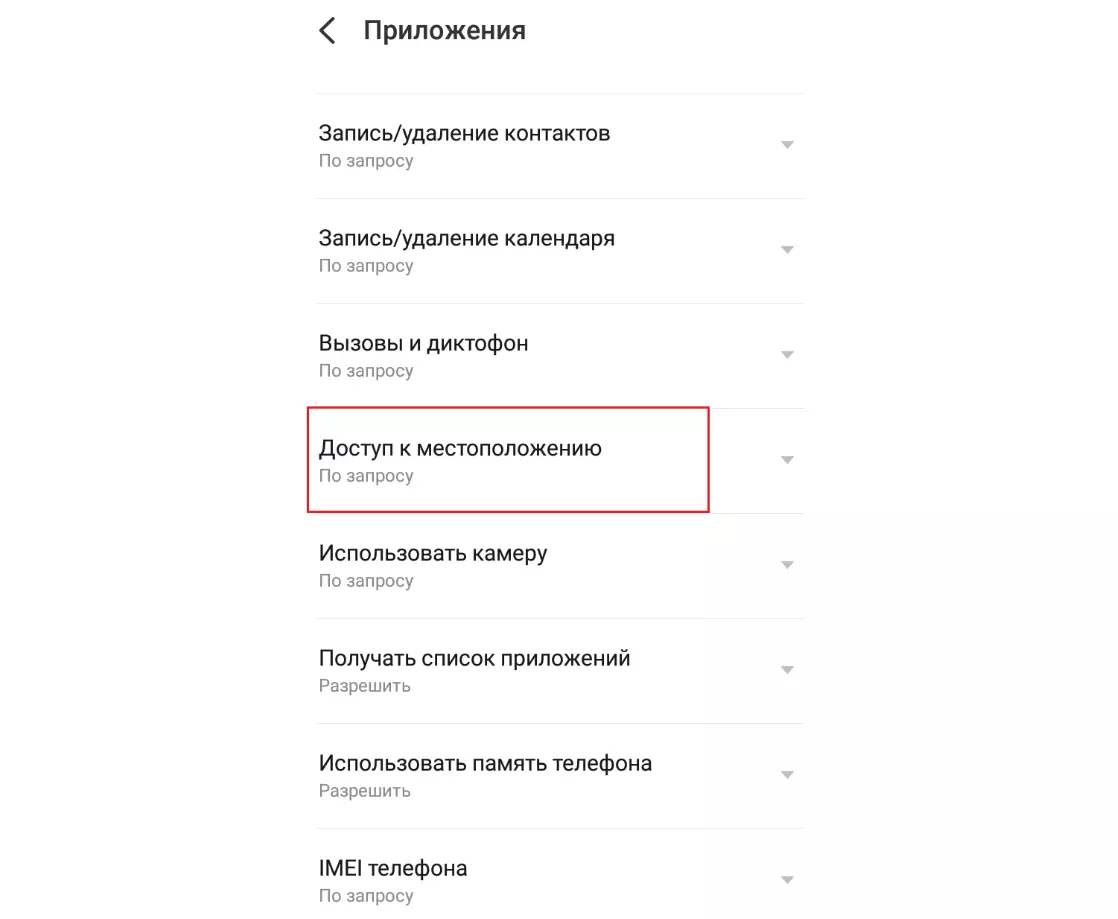 Приложения
Запись/удаление контактов
По запросу
Запись/удаление календаря
По запросу
Вызовы и диктофон
По запросу
Доступ к местоположению
По запросу
Использовать камеру
По запросу
Получать список приложений
Разрешить
Использовать память телефона
Разрешить
IMEI телефона
По запросу